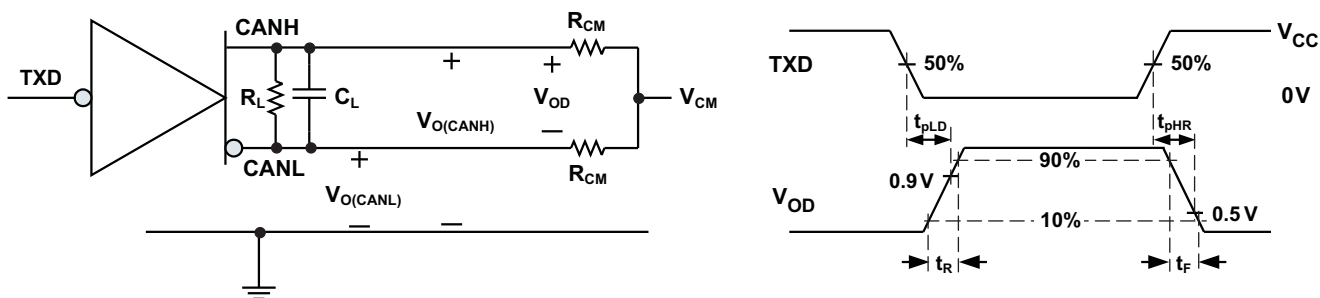 CANH
R_CM
TXD
+
+
R_L
C_L
V_OD
V_CM
V_O(CANH)
−
CANL
+
R_CM
V_O(CANL)
−
−
V_CC
TXD
50%
50%
0 V
t_pLD
t_pHR
90%
0.9 V
V_OD
0.5 V
10%
t_R
t_F